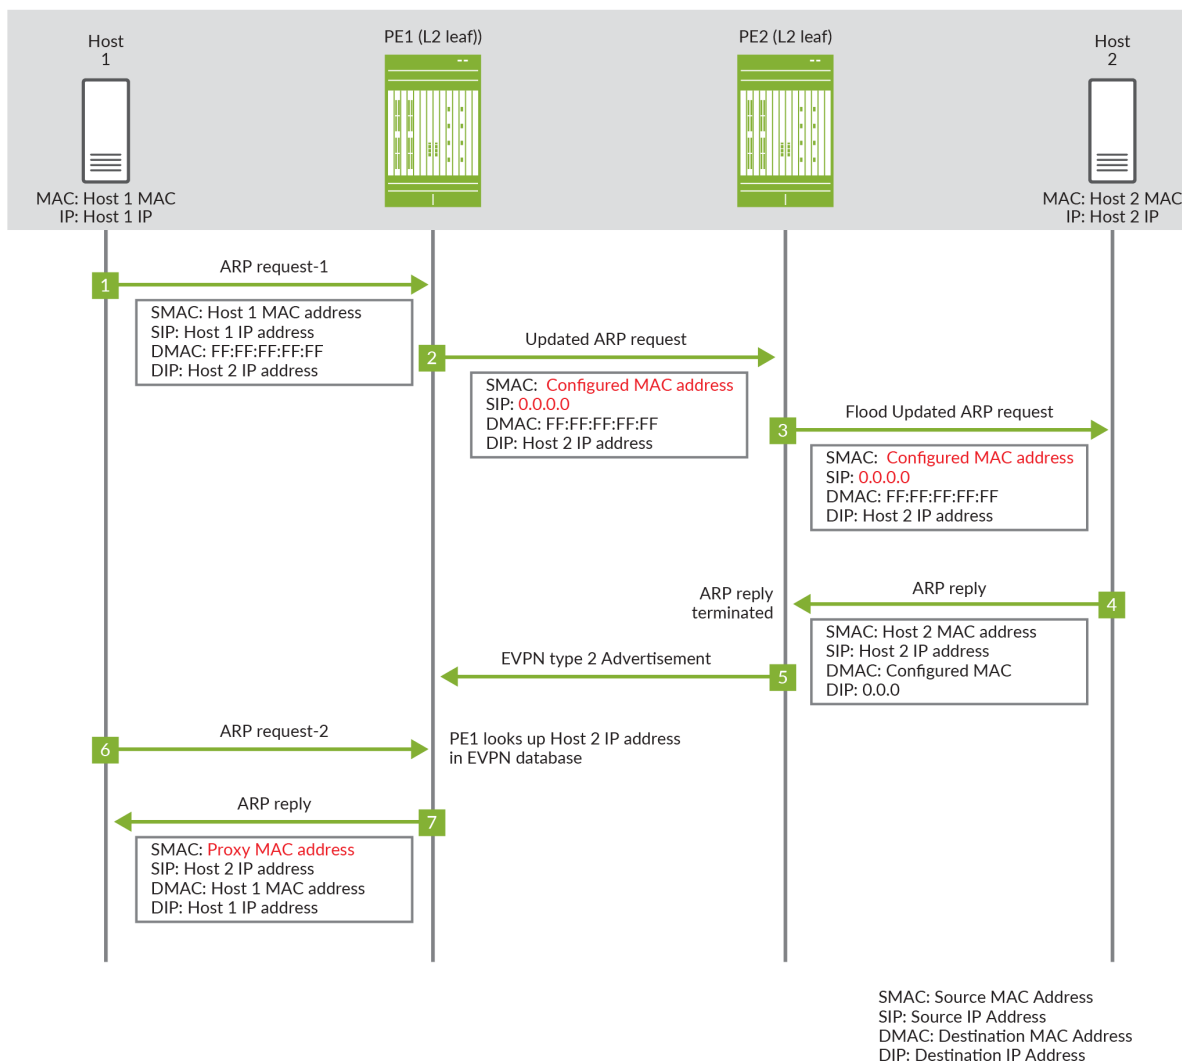 Host
1
PE1 (L2 leaf))
PE2 (L2 leaf)
Host
2
MAC: Host 1 MAC
IP: Host 1 IP
MAC: Host 2 MAC
IP: Host 2 IP
1
ARP request-1
SMAC: Host 1 MAC address
SIP: Host 1 IP address
DMAC: FF:FF:FF:FF:FF
DIP: Host 2 IP address
2
Updated ARP request
SMAC: Configured MAC address
SIP: 0.0.0.0
DMAC: FF:FF:FF:FF:FF
DIP: Host 2 IP address
3
Flood Updated ARP request
SMAC: Configured MAC address
SIP: 0.0.0.0
DMAC: FF:FF:FF:FF:FF
DIP: Host 2 IP address
ARP reply
terminated
ARP reply
4
SMAC: Host 2 MAC address
SIP: Host 2 IP address
DMAC: Configured MAC
DIP: 0.0.0
EVPN type 2 Advertisement
5
6
ARP request-2
PE1 looks up Host 2 IP address
in EVPN database
ARP reply
7
SMAC: Proxy MAC address
SIP: Host 2 IP address
DMAC: Host 1 MAC address
DIP: Host 1 IP address
SMAC: Source MAC Address
SIP: Source IP Address
DMAC: Destination MAC Address
DIP: Destination IP Address